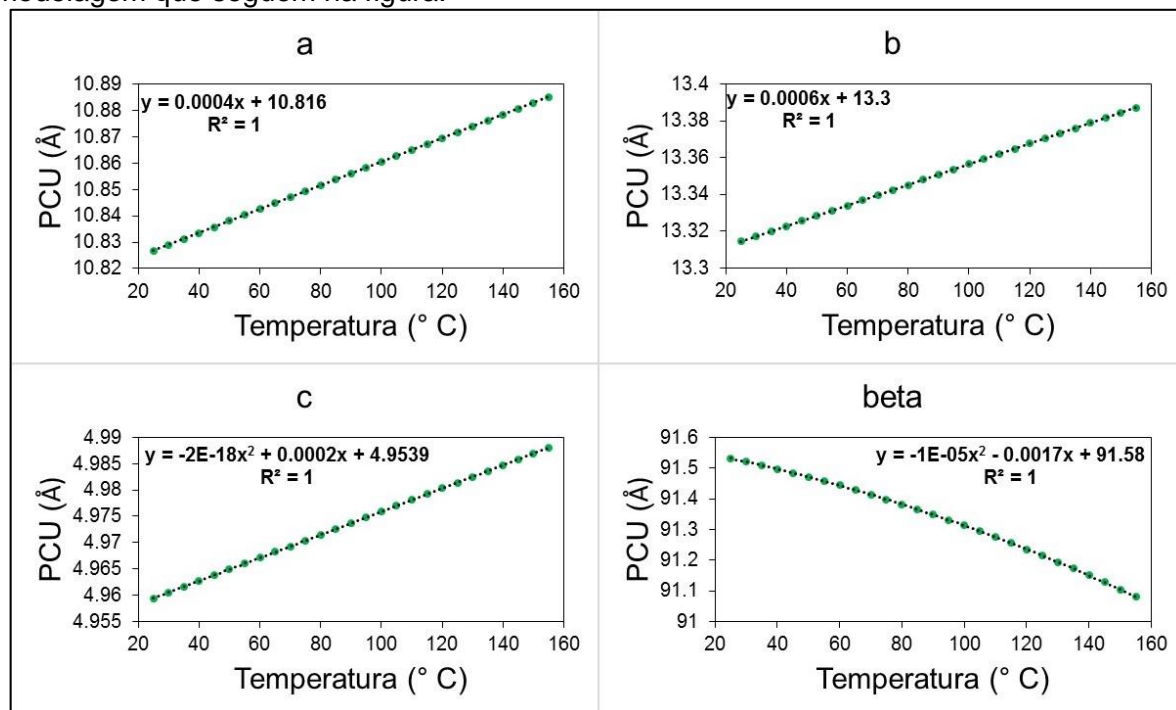 modelagem que seguem na figura.
a
y = 0.0004x + 10.816
R² = 1
PCU (Å)
10.89
10.88
10.87
10.86
10.85
10.84
10.83
10.82
20 40 60 80 100 120 140 160
Temperatura (° C)
b
y = 0.0006x + 13.3
R² = 1
PCU (Å)
13.4
13.38
13.36
13.34
13.32
13.3
20 40 60 80 100 120 140 160
Temperatura (° C)
c
y = -2E-18x² + 0.0002x + 4.9539
R² = 1
PCU (Å)
4.99
4.985
4.98
4.975
4.97
4.965
4.96
4.955
20 40 60 80 100 120 140 160
Temperatura (° C)
beta
y = -1E-05x² - 0.0017x + 91.58
R² = 1
PCU (Å)
91.6
91.5
91.4
91.3
91.2
91.1
91
20 40 60 80 100 120 140 160
Temperatura (° C)